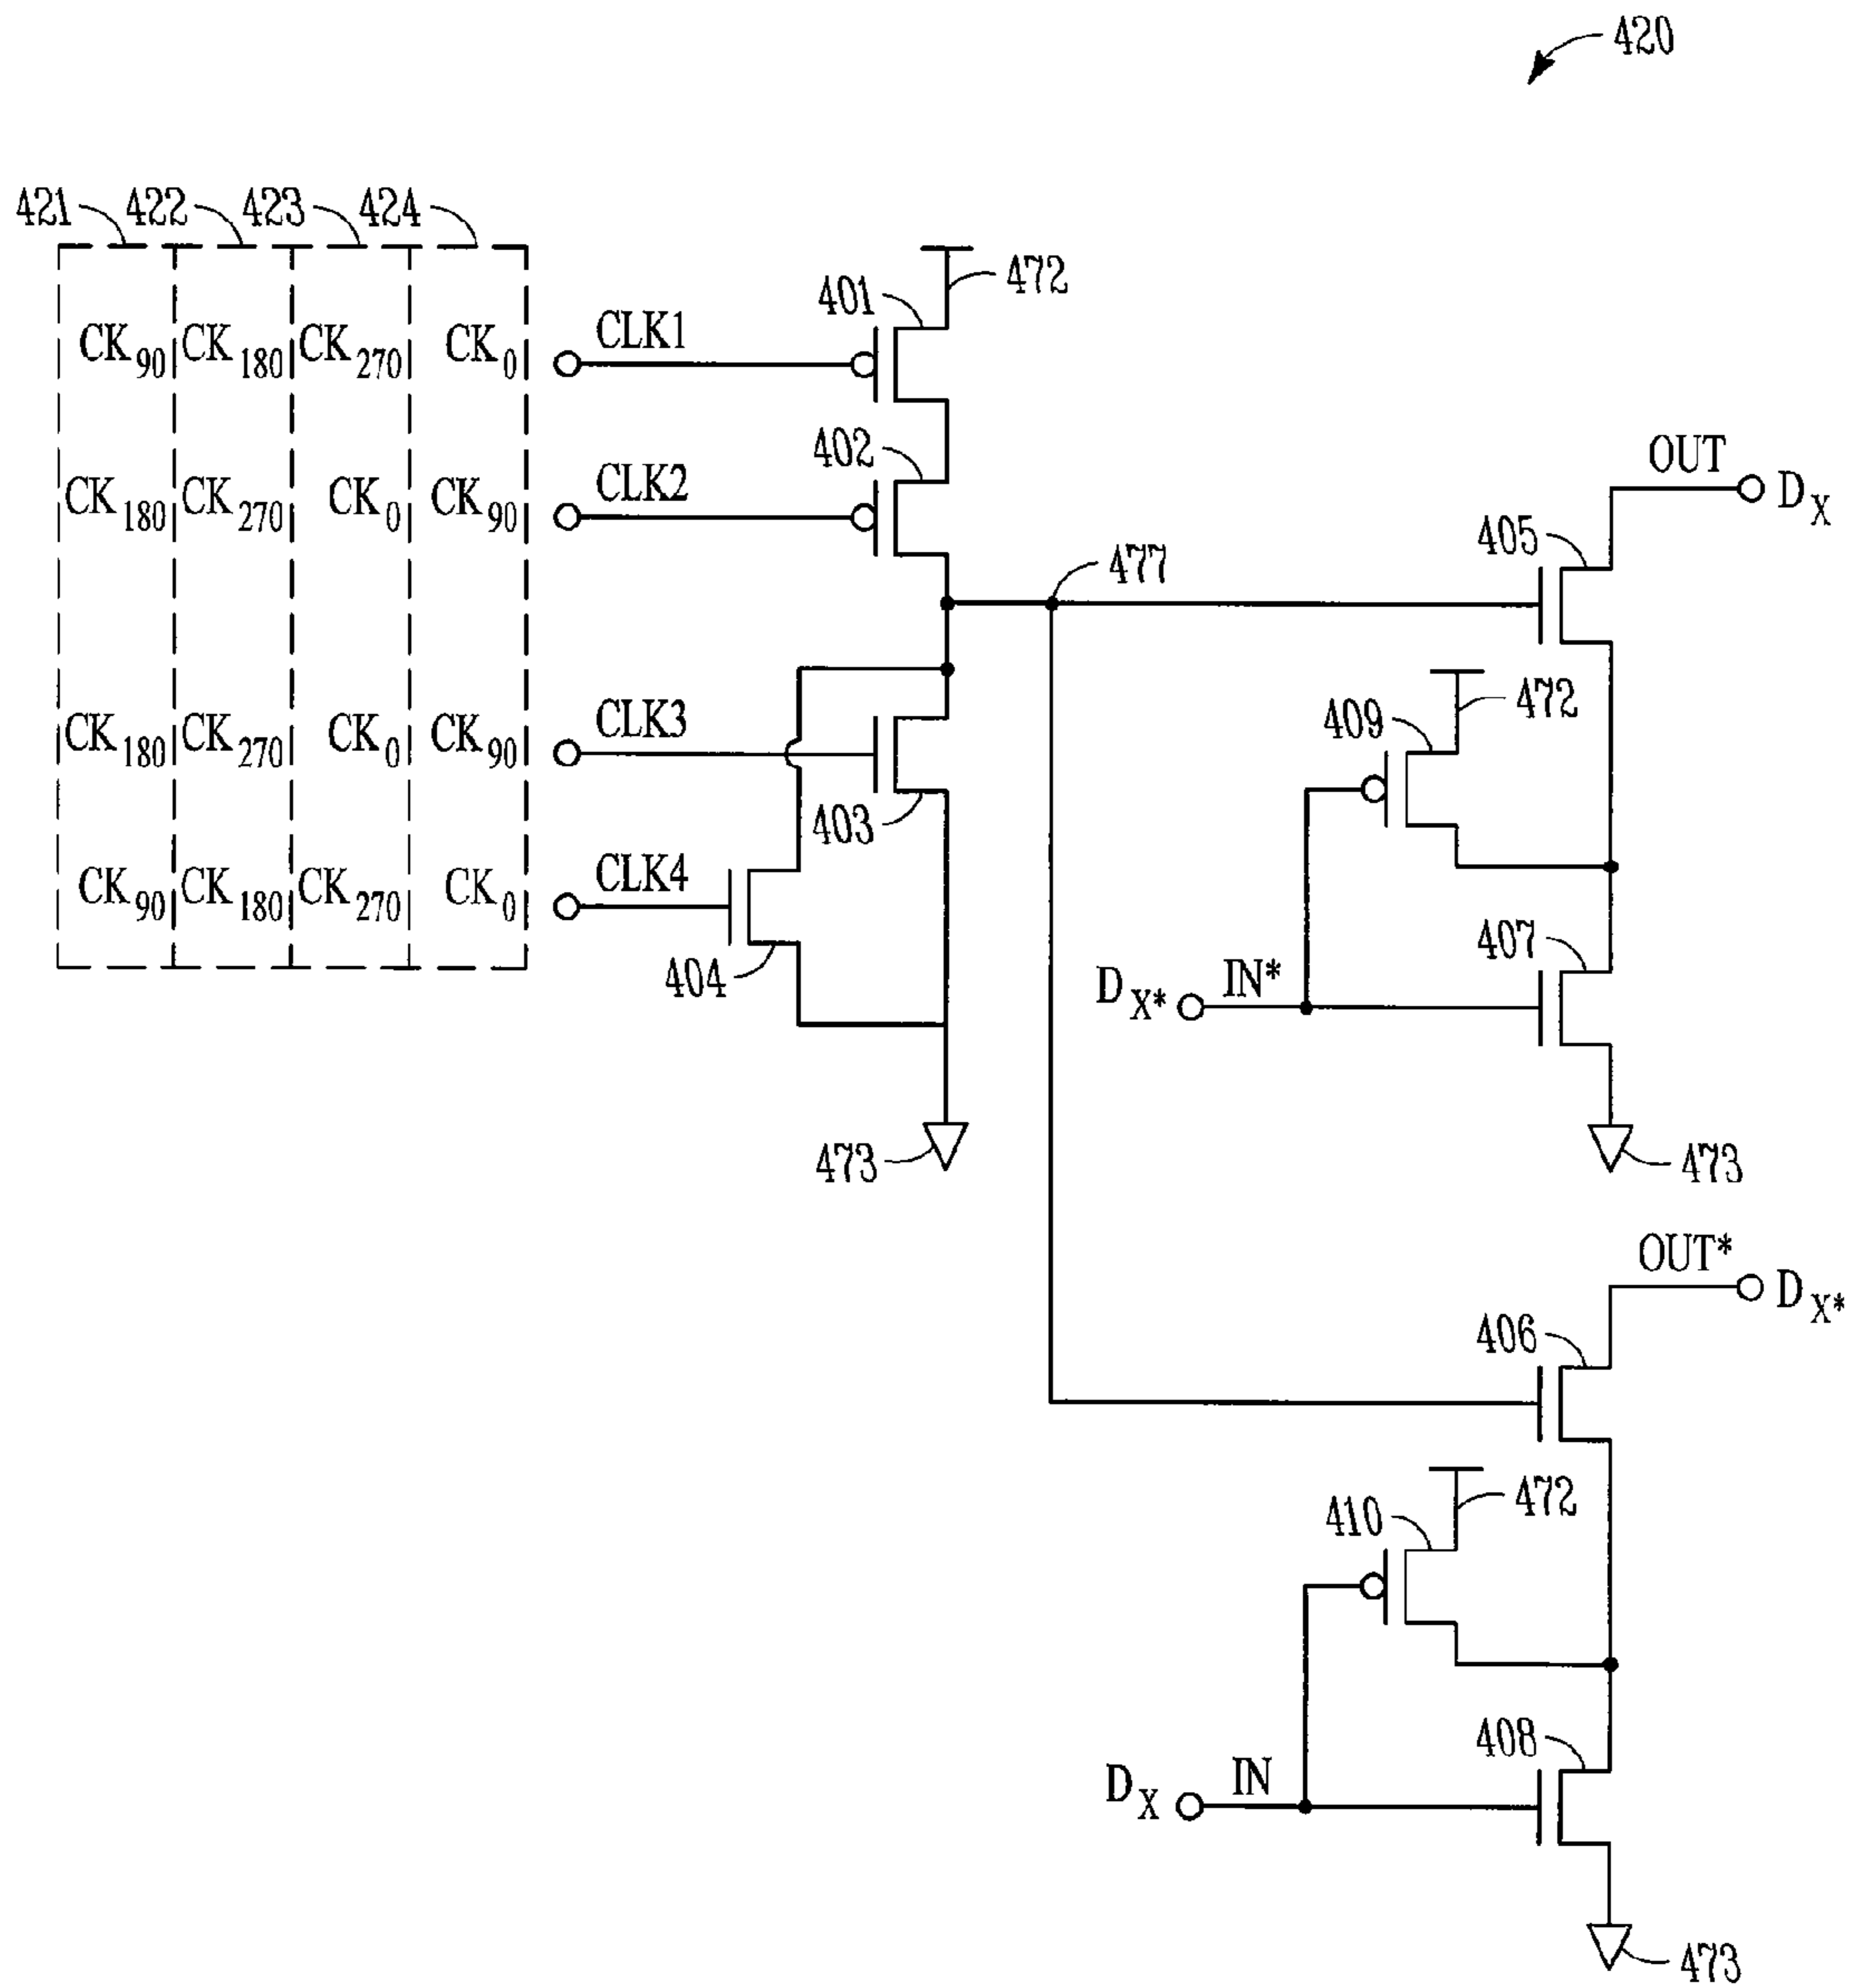 420
421 422 423 424
472
401
CK90 CK180 CK270 CK0 CLK1
402
CK180 CK270 CK0 CK90 CLK2
OUT
DX
405
477
472
409
CK180 CK270 CK0 CK90 CLK3
403
CK90 CK180 CK270 CK0 CLK4
407
404
DX* IN*
473
473
OUT*
DX*
406
472
410
408
DX IN
473